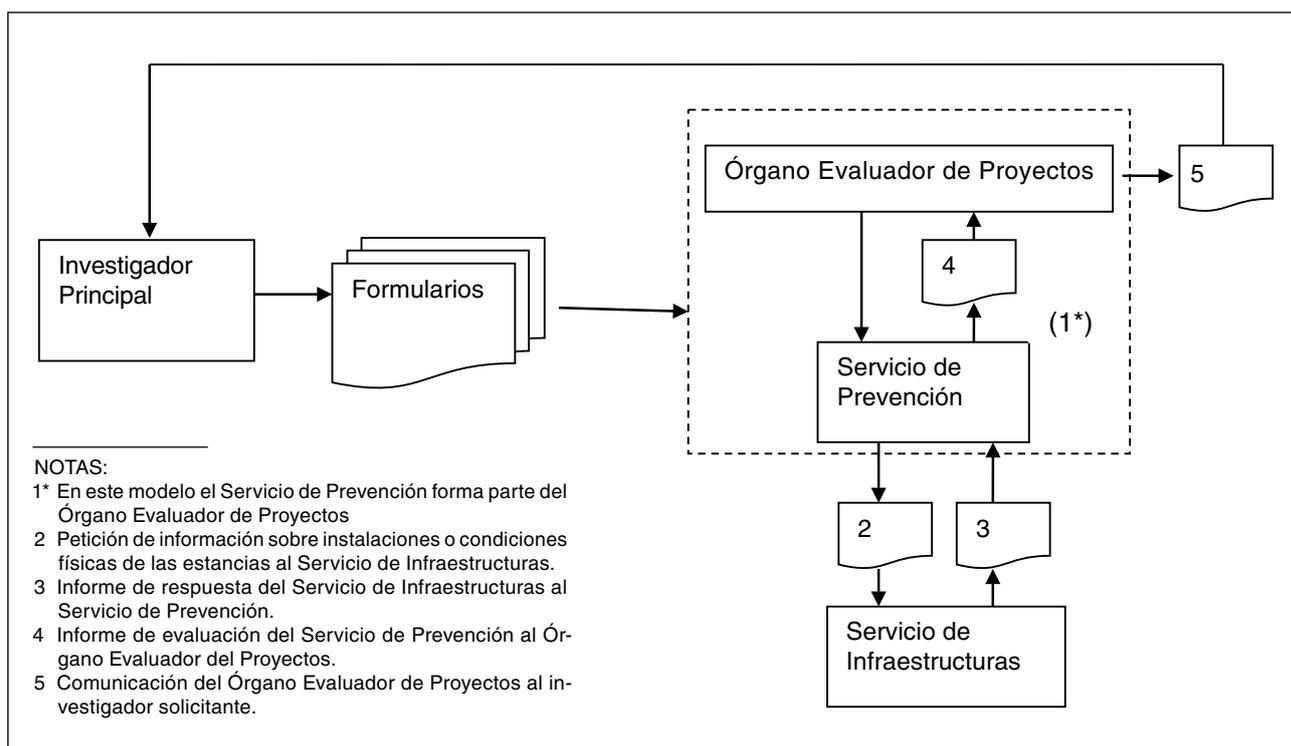 Órgano Evaluador de Proyectos
5
Investigador
Principal
Formularios
4
(1*)
Servicio de
Prevención
2
3
Servicio de
Infraestructuras
NOTAS:
1* En este modelo el Servicio de Prevención forma parte del
Órgano Evaluador de Proyectos
2 Petición de información sobre instalaciones o condiciones
físicas de las estancias al Servicio de Infraestructuras.
3 Informe de respuesta del Servicio de Infraestructuras al
Servicio de Prevención.
4 Informe de evaluación del Servicio de Prevención al Ór-
gano Evaluador del Proyectos.
5 Comunicación del Órgano Evaluador de Proyectos al in-
vestigador solicitante.